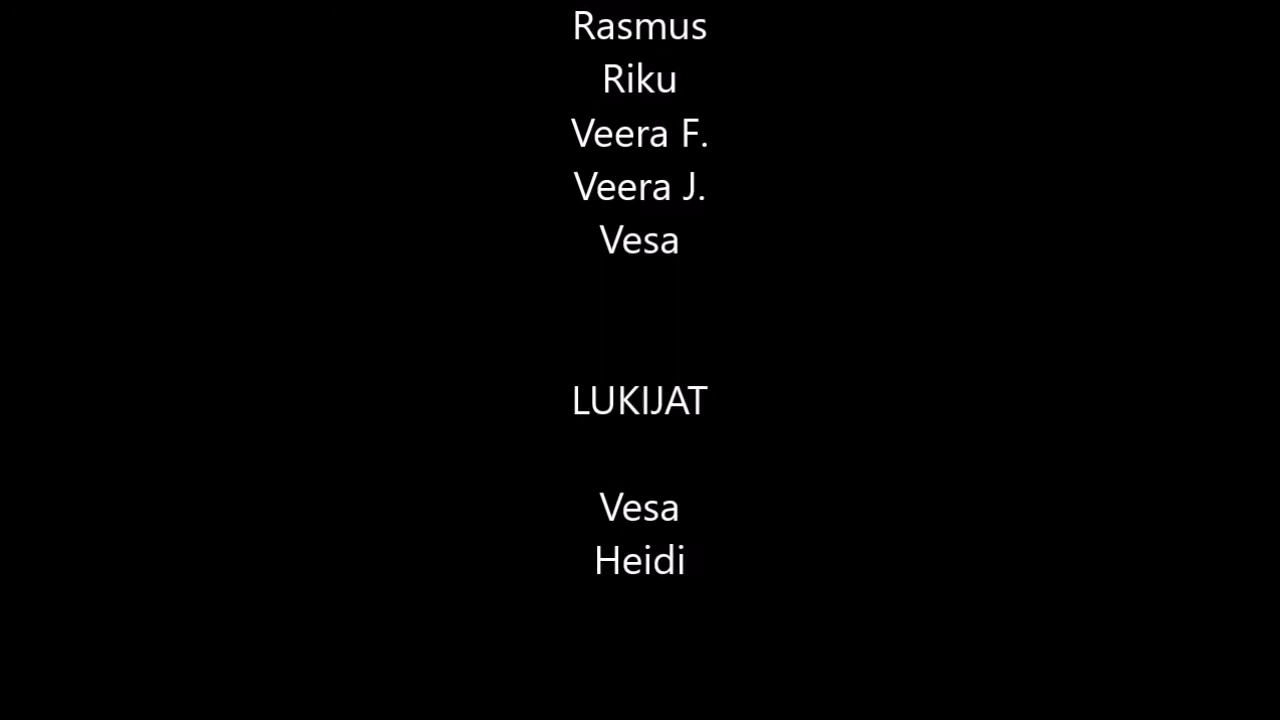 Rasmus
Riku
Veera F.
Veera J.
Vesa
LUKIJAT
Vesa
Heidi